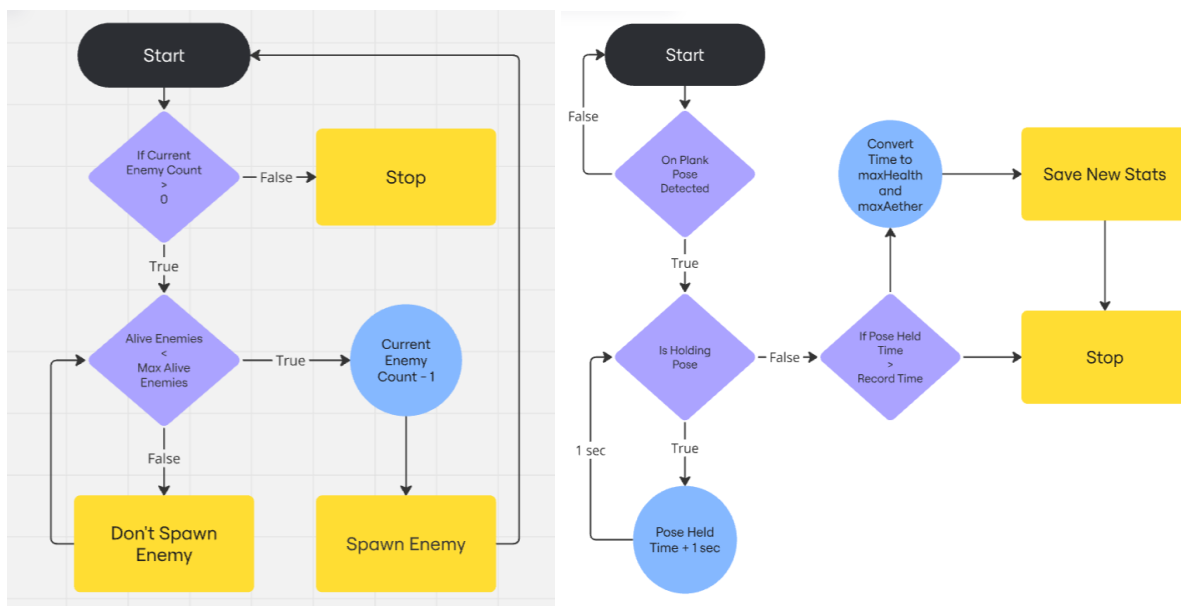 Start
If Current
Enemy Count
>
0
False
Stop
True
Alive Enemies
<
Max Alive
Enemies
True
Current
Enemy
Count - 1
False
Don't Spawn
Enemy
Spawn Enemy
Start
False
On Plank
Pose
Detected
True
Is Holding
Pose
False
If Pose Held
Time
>
Record Time
Convert
Time to
maxHealth
and
maxAether
Save New Stats
Stop
True
1 sec
Pose Held
Time + 1 sec